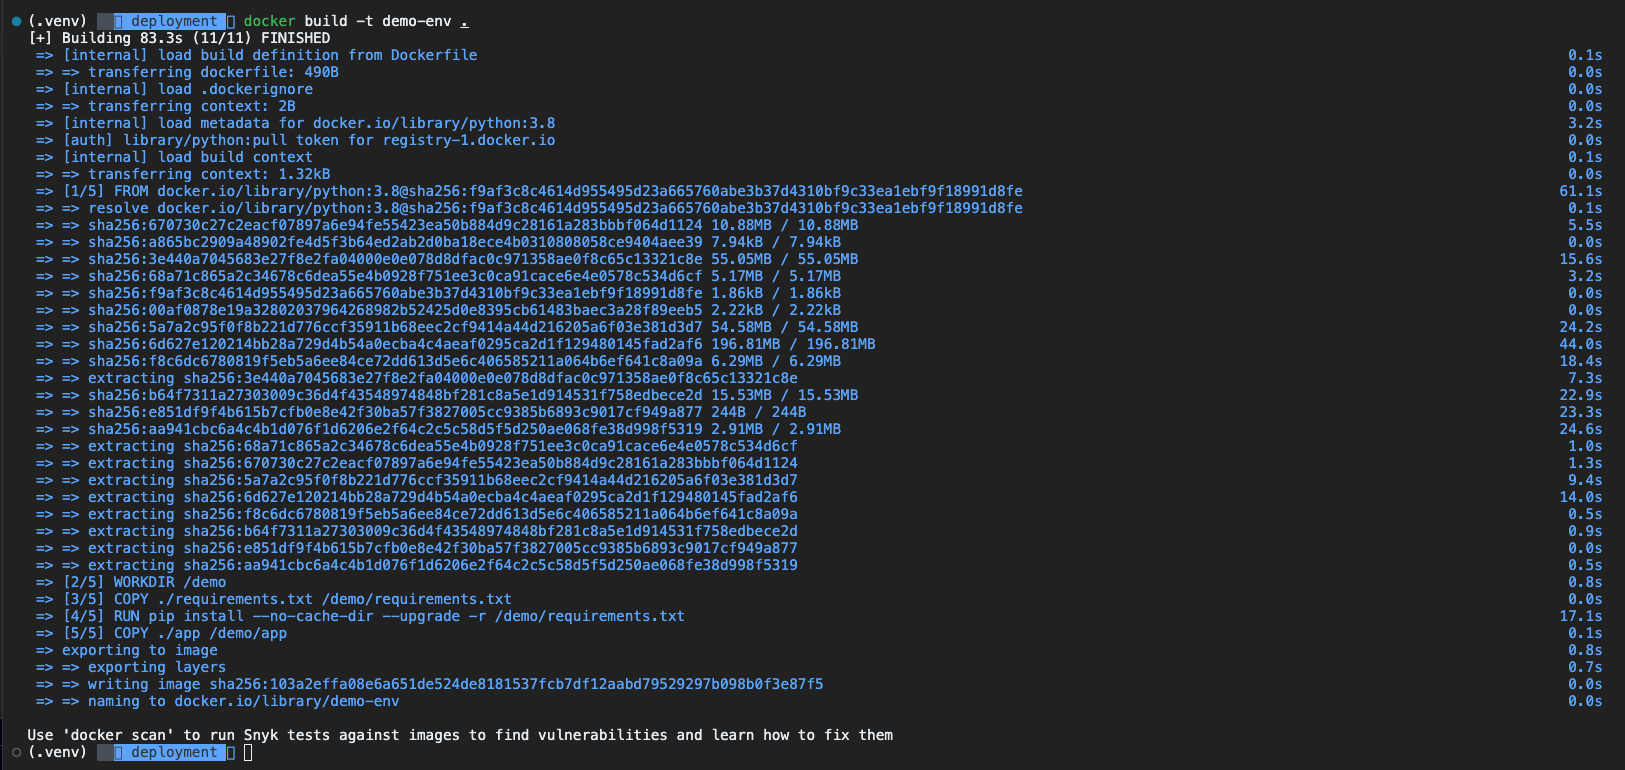 (.venv) deployment docker build -t demo-env .
[+] Building 83.3s (11/11) FINISHED
=> [internal] load build definition from Dockerfile 0.1s
=> => transferring dockerfile: 490B 0.0s
=> [internal] load .dockerignore 0.0s
=> => transferring context: 2B 0.0s
=> [internal] load metadata for docker.io/library/python:3.8 3.2s
=> [auth] library/python:pull token for registry-1.docker.io 0.0s
=> [internal] load build context 0.1s
=> => transferring context: 1.32kB 0.0s
=> [1/5] FROM docker.io/library/python:3.8@sha256:f9af3c8c4614d955495d23a665760abe3b37d4310bf9c33ea1ebf9f18991d8fe 61.1s
=> => resolve docker.io/library/python:3.8@sha256:f9af3c8c4614d955495d23a665760abe3b37d4310bf9c33ea1ebf9f18991d8fe 0.1s
=> => sha256:670730c27c2eacf07897a6e94fe55423ea50b884d9c28161a283bbbf064d1124 10.88MB / 10.88MB 5.5s
=> => sha256:a865bc2909a48902fe4d5f3b64ed2ab2d0ba18ece4b0310808058ce9404aee39 7.94kB / 7.94kB 0.0s
=> => sha256:3e440a7045683e27f8e2fa04000e0e078d8dfac0c971358ae0f8c65c13321c8e 55.05MB / 55.05MB 15.6s
=> => sha256:68a71c865a2c34678c6dea55e4b0928f751ee3c0ca91cace6e4e0578c534d6cf 5.17MB / 5.17MB 3.2s
=> => sha256:f9af3c8c4614d955495d23a665760abe3b37d4310bf9c33ea1ebf9f18991d8fe 1.86kB / 1.86kB 0.0s
=> => sha256:00af0878e19a32802037964268982b52425d0e8395cb61483baec3a28f89eeb5 2.22kB / 2.22kB 0.0s
=> => sha256:5a7a2c95f0f8b221d776ccf35911b68eec2cf9414a44d216205a6f03e381d3d7 54.58MB / 54.58MB 24.2s
=> => sha256:6d627e120214bb28a729d4b54a0ecba4c4aeaf0295ca2d1f129480145fad2af6 196.81MB / 196.81MB 44.0s
=> => sha256:f8c6dc6780819f5eb5a6ee84ce72dd613d5e6c406585211a064b6ef641c8a09a 6.29MB / 6.29MB 18.4s
=> => extracting sha256:3e440a7045683e27f8e2fa04000e0e078d8dfac0c971358ae0f8c65c13321c8e 7.3s
=> => sha256:b64f7311a27303009c36d4f43548974848bf281c8a5e1d914531f758edbece2d 15.53MB / 15.53MB 22.9s
=> => sha256:e851df9f4b615b7cfb0e8e42f30ba57f3827005cc9385b6893c9017cf949a877 244B / 244B 23.3s
=> => sha256:aa941cbc6a4c4b1d076f1d6206e2f64c2c5c58d5f5d250ae068fe38d998f5319 2.91MB / 2.91MB 24.6s
=> => extracting sha256:68a71c865a2c34678c6dea55e4b0928f751ee3c0ca91cace6e4e0578c534d6cf 1.0s
=> => extracting sha256:670730c27c2eacf07897a6e94fe55423ea50b884d9c28161a283bbbf064d1124 1.3s
=> => extracting sha256:5a7a2c95f0f8b221d776ccf35911b68eec2cf9414a44d216205a6f03e381d3d7 9.4s
=> => extracting sha256:6d627e120214bb28a729d4b54a0ecba4c4aeaf0295ca2d1f129480145fad2af6 14.0s
=> => extracting sha256:f8c6dc6780819f5eb5a6ee84ce72dd613d5e6c406585211a064b6ef641c8a09a 0.5s
=> => extracting sha256:b64f7311a27303009c36d4f43548974848bf281c8a5e1d914531f758edbece2d 0.9s
=> => extracting sha256:e851df9f4b615b7cfb0e8e42f30ba57f3827005cc9385b6893c9017cf949a877 0.0s
=> => extracting sha256:aa941cbc6a4c4b1d076f1d6206e2f64c2c5c58d5f5d250ae068fe38d998f5319 0.5s
=> [2/5] WORKDIR /demo 0.8s
=> [3/5] COPY ./requirements.txt /demo/requirements.txt 0.0s
=> [4/5] RUN pip install --no-cache-dir --upgrade -r /demo/requirements.txt 17.1s
=> [5/5] COPY ./app /demo/app 0.1s
=> exporting to image 0.8s
=> => exporting layers 0.7s
=> => writing image sha256:103a2effa08e6a651de524de8181537fcb7df12aabd79529297b098b0f3e87f5 0.0s
=> => naming to docker.io/library/demo-env 0.0s
Use 'docker scan' to run Snyk tests against images to find vulnerabilities and learn how to fix them
(.venv) deployment